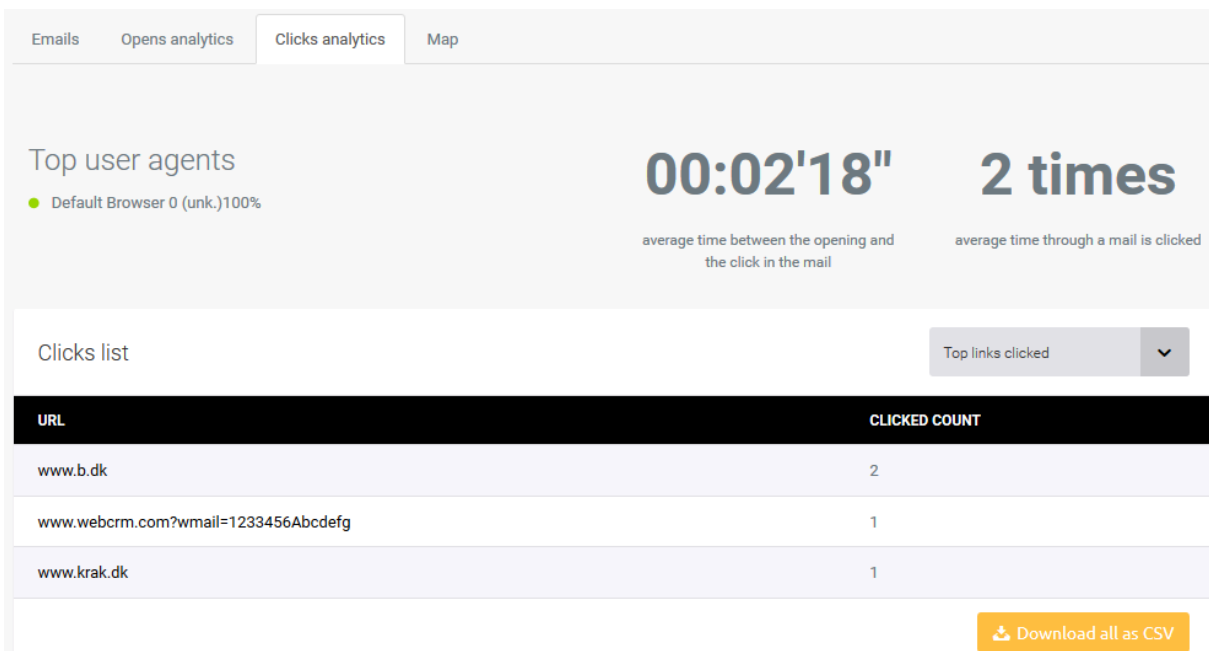 Emails Opens analytics Clicks analytics Map
Top user agents
Default Browser 0 (unk.)100%
00:02'18"
average time between the opening and
the click in the mail
2 times
average time through a mail is clicked
Clicks list
Top links clicked
URL CLICKED COUNT
www.b.dk 2
www.webcrm.com?wmail=1233456Abcdefg 1
www.krak.dk 1
Download all as CSV